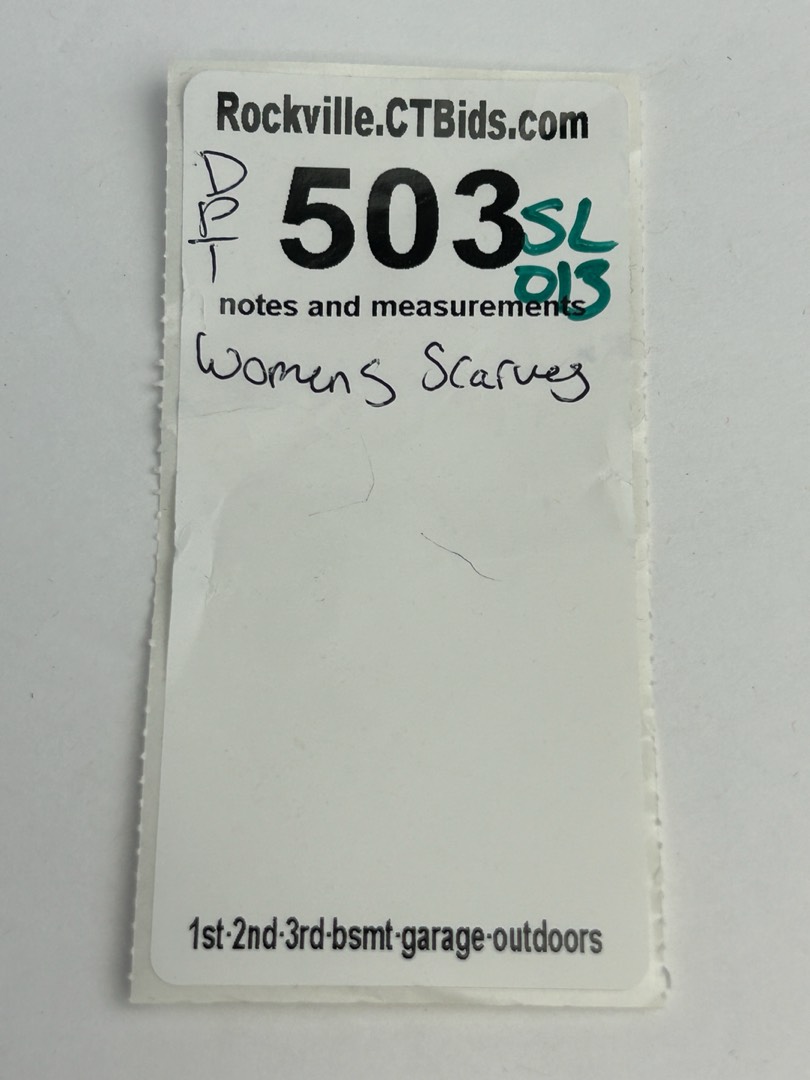 Rockville.CTBids.com
DPT
503
SL
013
notes and measurements
Womens Scarves
1st·2nd·3rd·bsmt·garage·outdoors